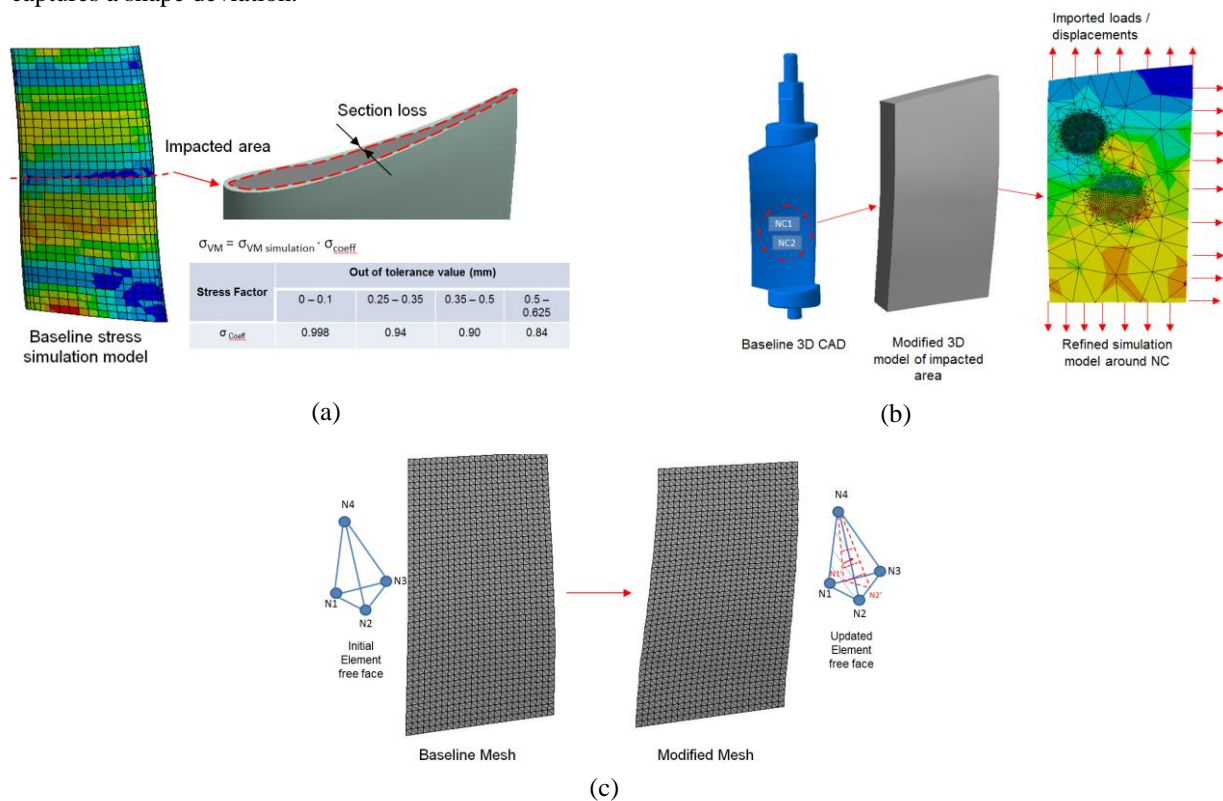 captures a shape deviation.
Section loss
Impacted area
σVM = σVM simulation · σcoeff
Stress Factor
Out of tolerance value (mm)
0 – 0.1
0.25 – 0.35
0.35 – 0.5
0.5 –
0.625
σ Coeff
0.998
0.94
0.90
0.84
Baseline stress
simulation model
(a)
Imported loads /
displacements
NC1
NC2
Baseline 3D CAD
Modified 3D
model of impacted
area
Refined simulation
model around NC
(b)
N4
N3
N1
N2
Initial
Element
free face
Baseline Mesh
Modified Mesh
N4
N3
N1'
N1
N2'
N2
Updated
Element
free face
(c)